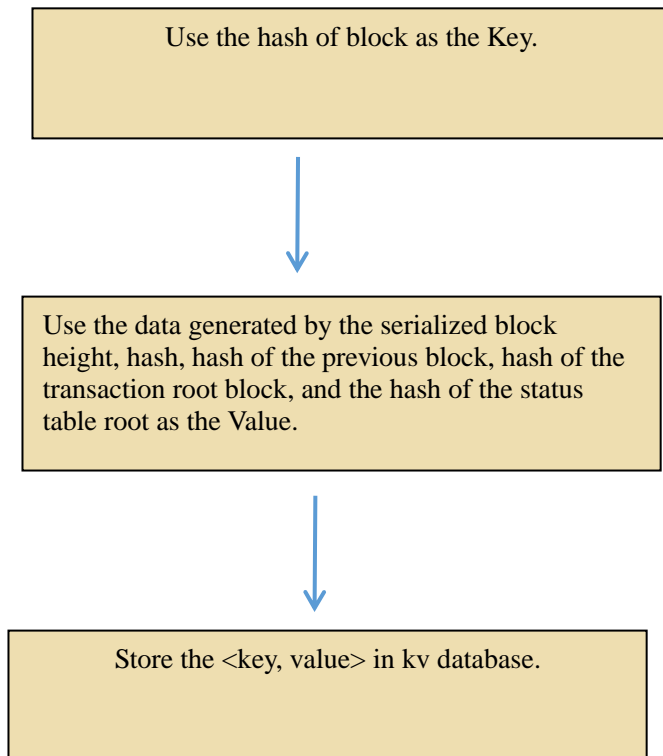 Use the hash of block as the Key.
Use the data generated by the serialized block
height, hash, hash of the previous block, hash of the
transaction root block, and the hash of the status
table root as the Value.
Store the <key, value> in kv database.